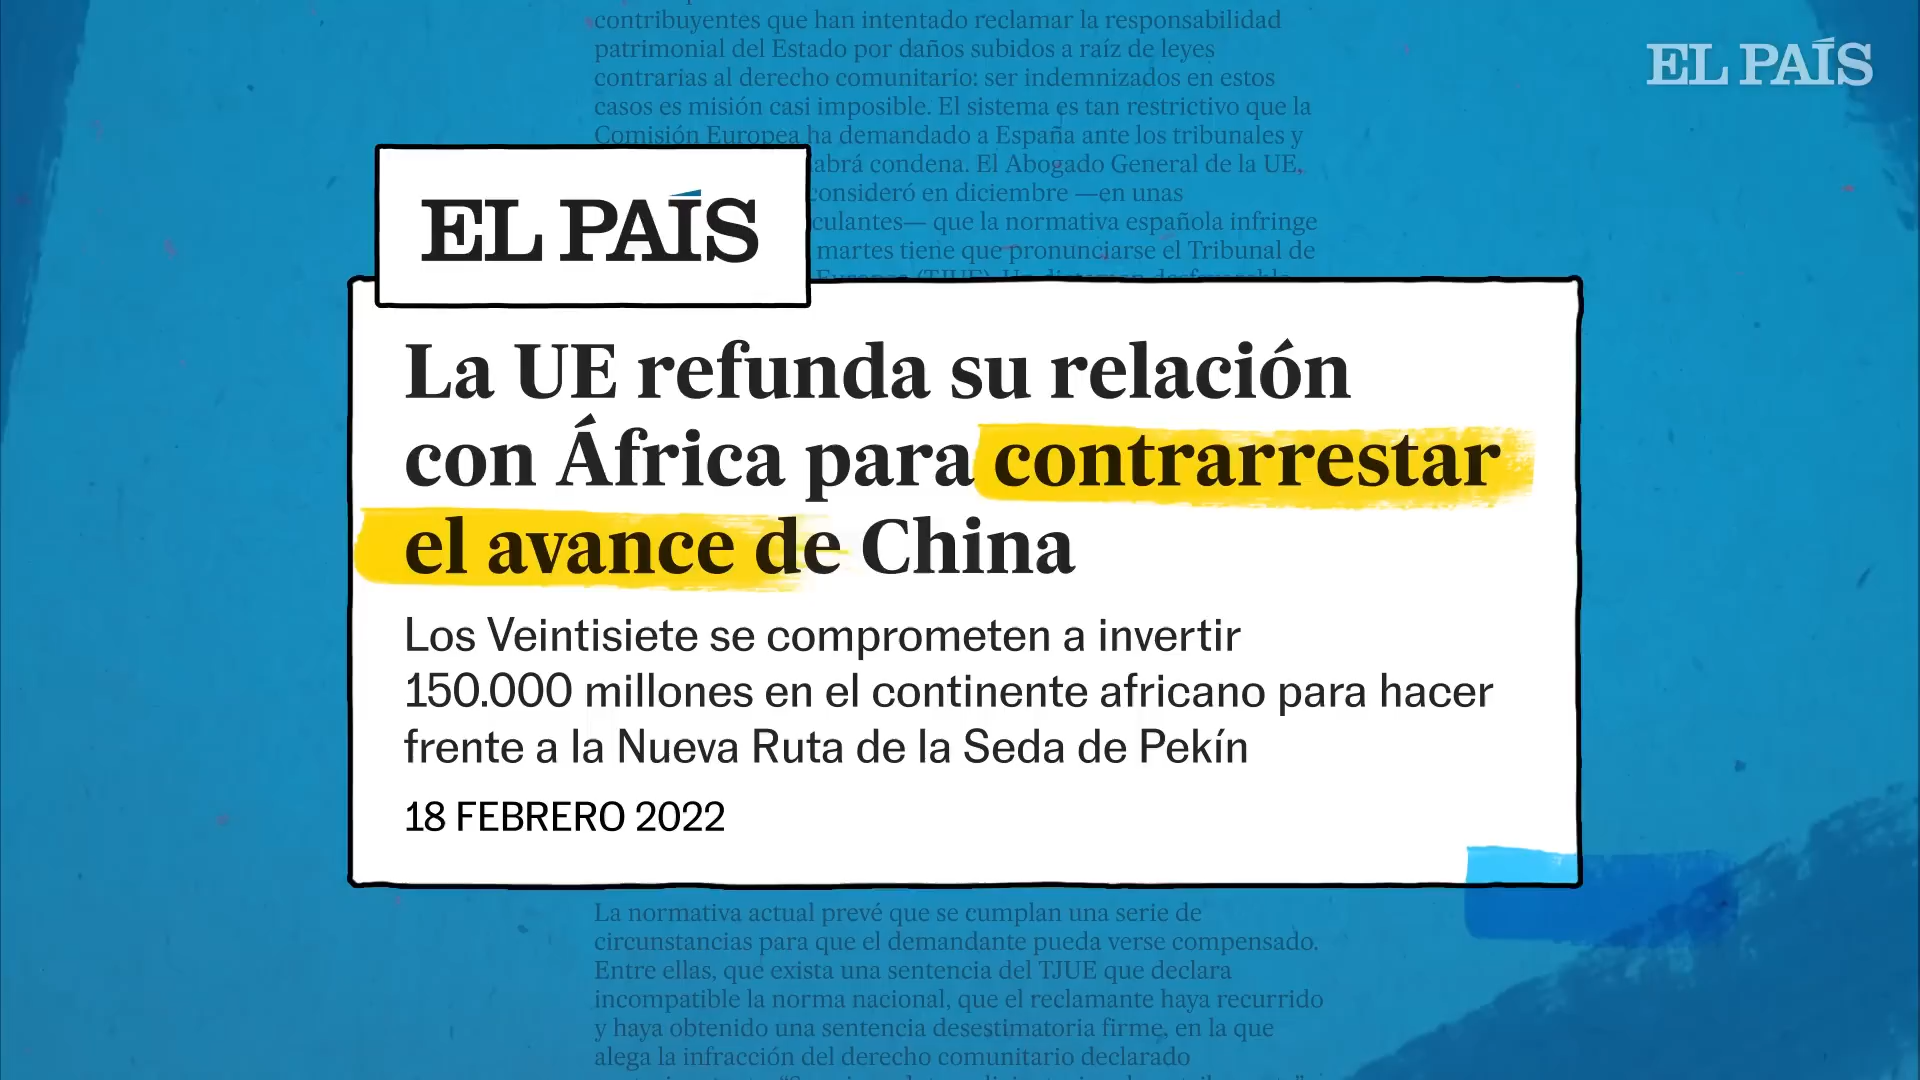 contribuyentes que han intentado reclamar la responsabilidad
patrimonial del Estado por daños subidos a raíz de leyes
contrarias al derecho comunitario: ser indemnizados en estos
casos es misión casi imposible. El sistema es tan restrictivo que la
Comisión Europea ha demandado a España ante los tribunales y
abrá condena. El Abogado General de la UE,
consideró en diciembre —en unas
culantes— que la normativa española infringe
martes tiene que pronunciarse el Tribunal de
EL PAÍS
EL PAÍS
La UE refunda su relación
con África para contrarrestar
el avance de China
Los Veintisiete se comprometen a invertir
150.000 millones en el continente africano para hacer
frente a la Nueva Ruta de la Seda de Pekín
18 FEBRERO 2022
La normativa actual prevé que se cumplan una serie de
circunstancias para que el demandante pueda verse compensado.
Entre ellas, que exista una sentencia del TJUE que declara
incompatible la norma nacional, que el reclamante haya recurrido
y haya obtenido una sentencia desestimatoria firme, en la que
alega la infracción del derecho comunitario declarado